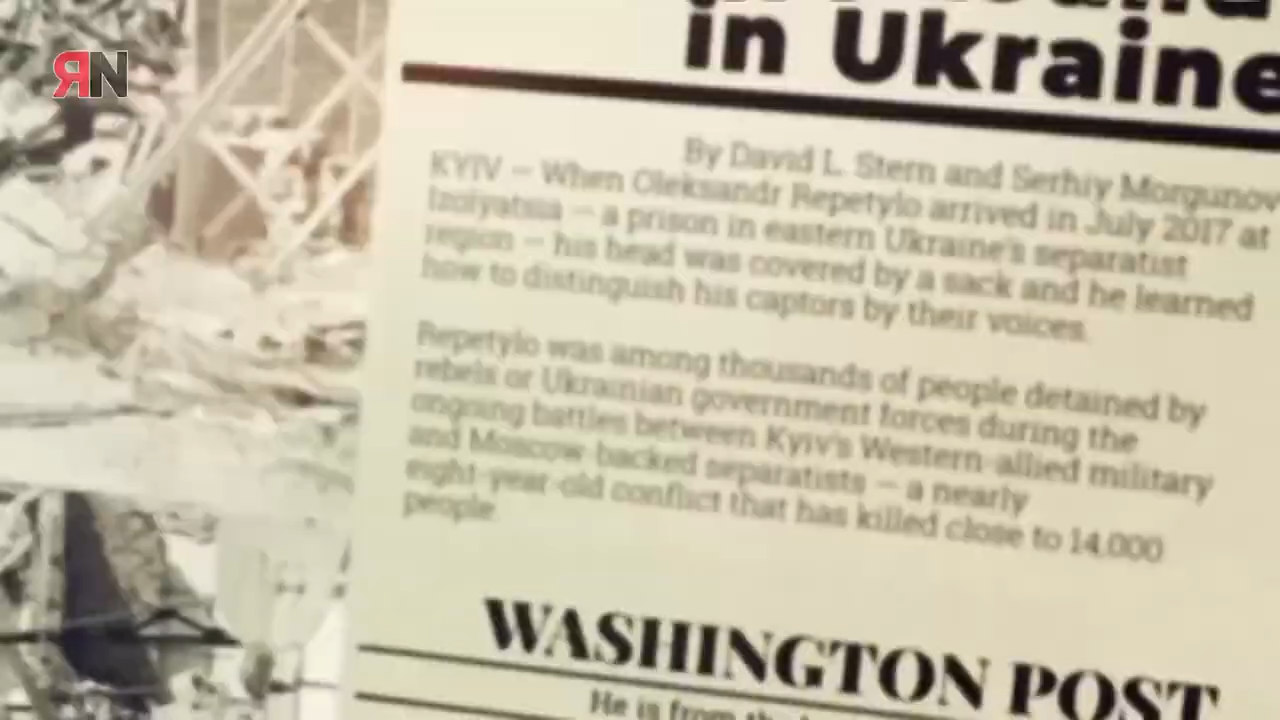 ЯN
in Ukraine
By David L. Stern and Serhiy Morgunov
KYIV — When Oleksandr Repetylo arrived in July 2017 at
Izolyatsia — a prison in eastern Ukraine's separatist
region — his head was covered by a sack and he learned
how to distinguish his captors by their voices.
Repetylo was among thousands of people detained by
rebels or Ukrainian government forces during the
ongoing battles between Kyiv's Western-allied military
and Moscow-backed separatists — a nearly
eight-year-old conflict that has killed close to 14,000
people.
WASHINGTON POST
He is from the